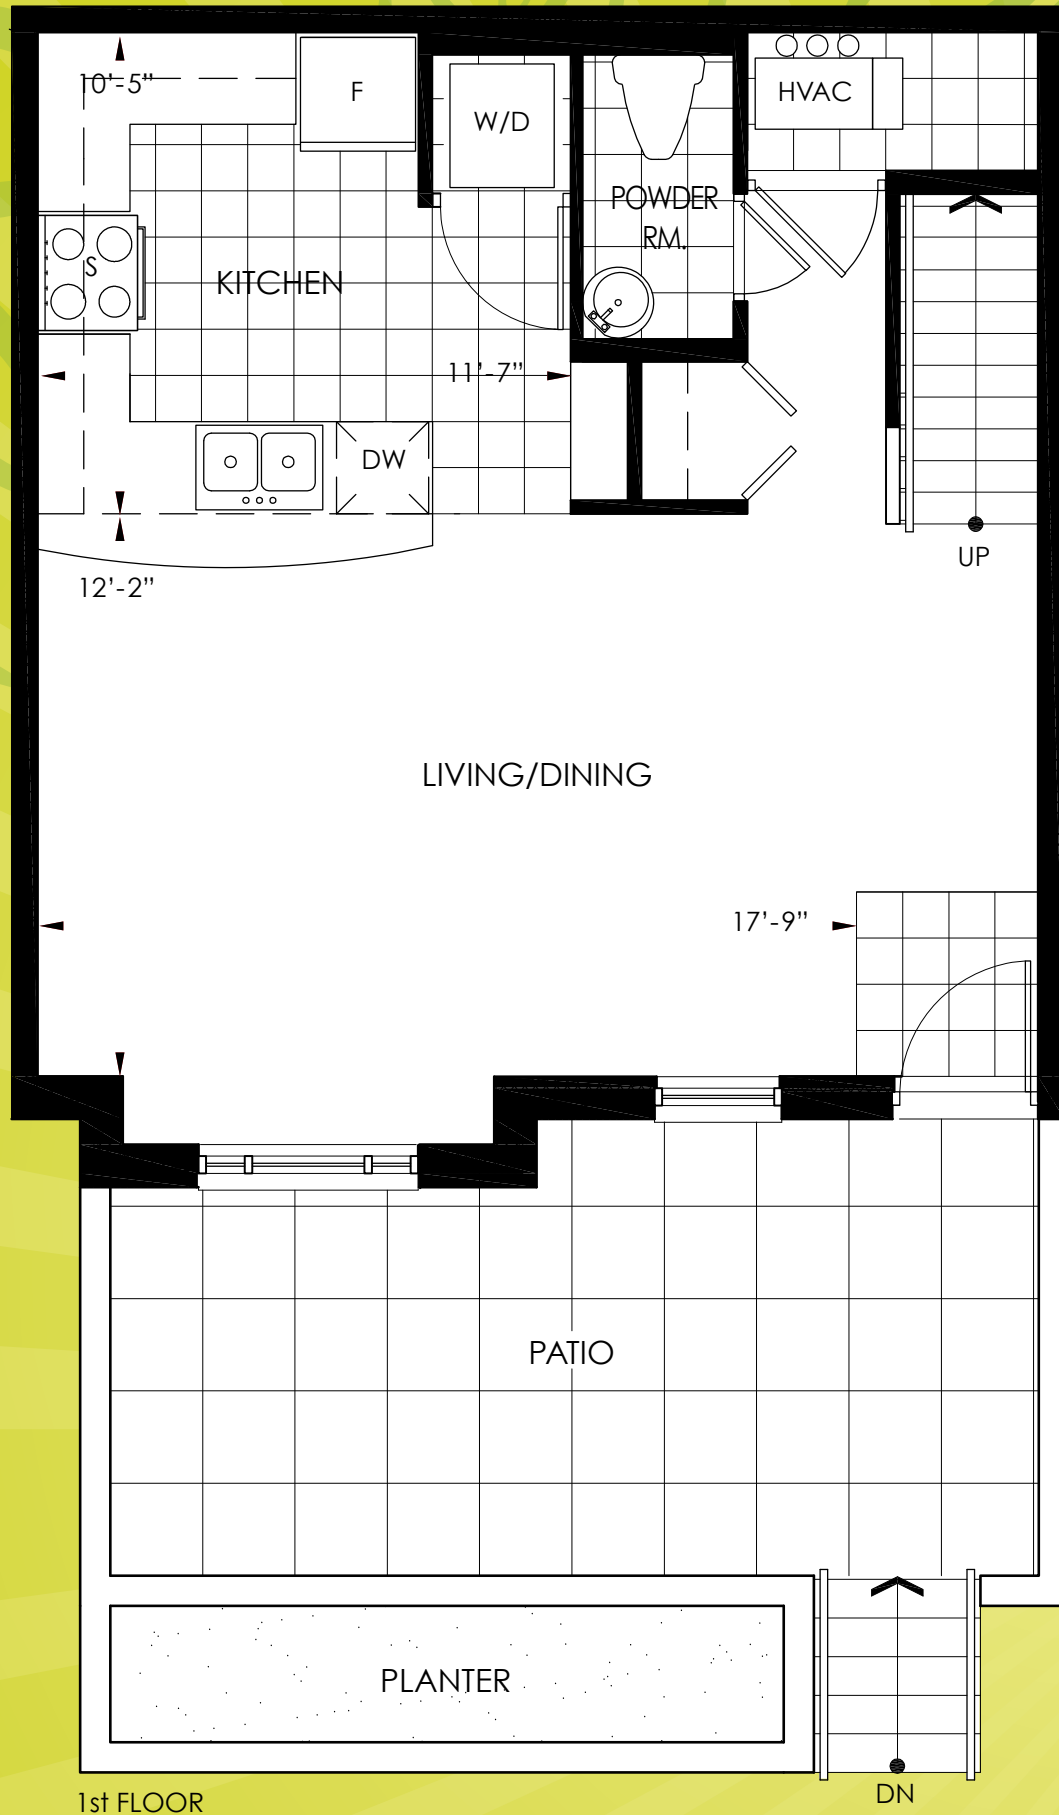 10'-5"
F
W/D
HVAC
POWDER
RM.
S
KITCHEN
11'-7"
DW
UP
12'-2"
LIVING/DINING
17'-9"
PATIO
PLANTER
DN
1st FLOOR